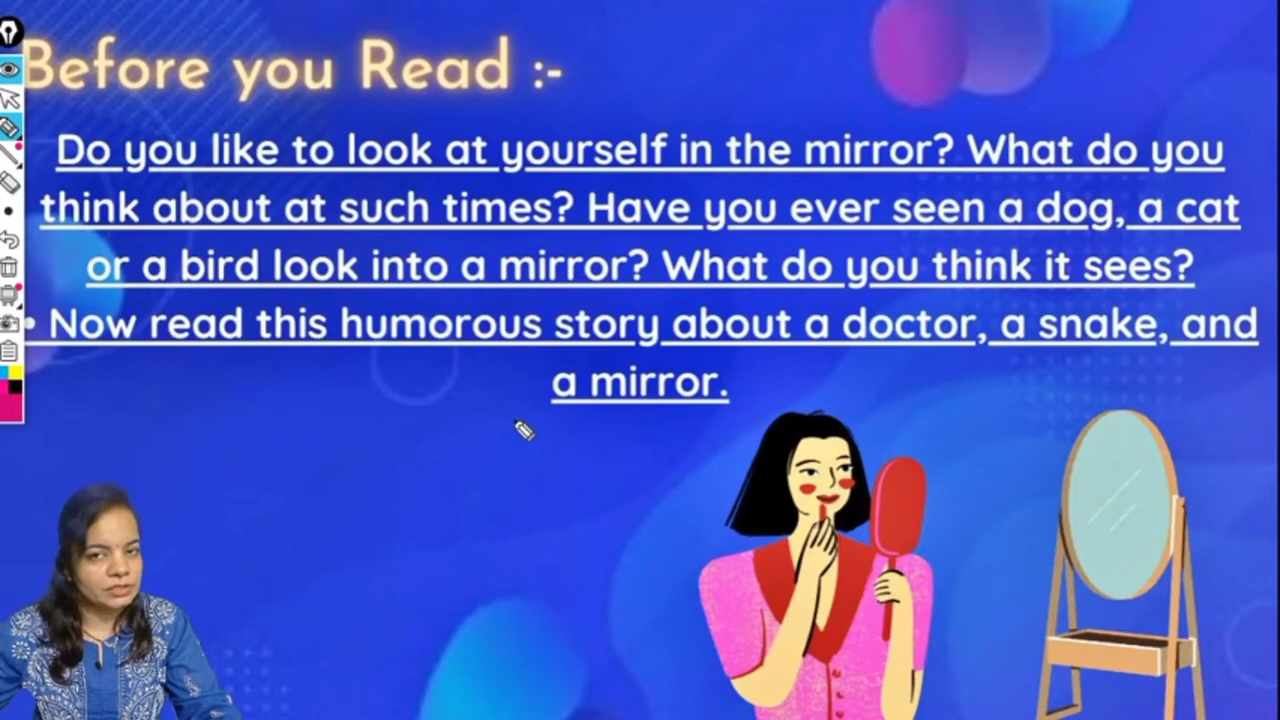 Before you Read :-
Do you like to look at yourself in the mirror? What do you
think about at such times? Have you ever seen a dog, a cat
or a bird look into a mirror? What do you think it sees?
• Now read this humorous story about a doctor, a snake, and
a mirror.